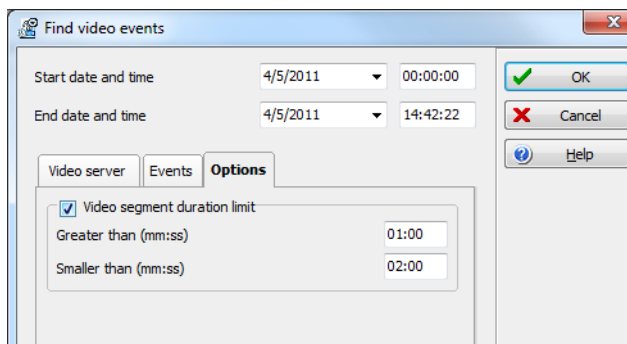 Find video events
Start date and time 4/5/2011 00:00:00
OK
End date and time 4/5/2011 14:42:22
Cancel
Help
Video server Events Options
Video segment duration limit
Greater than (mm:ss) 01:00
Smaller than (mm:ss) 02:00